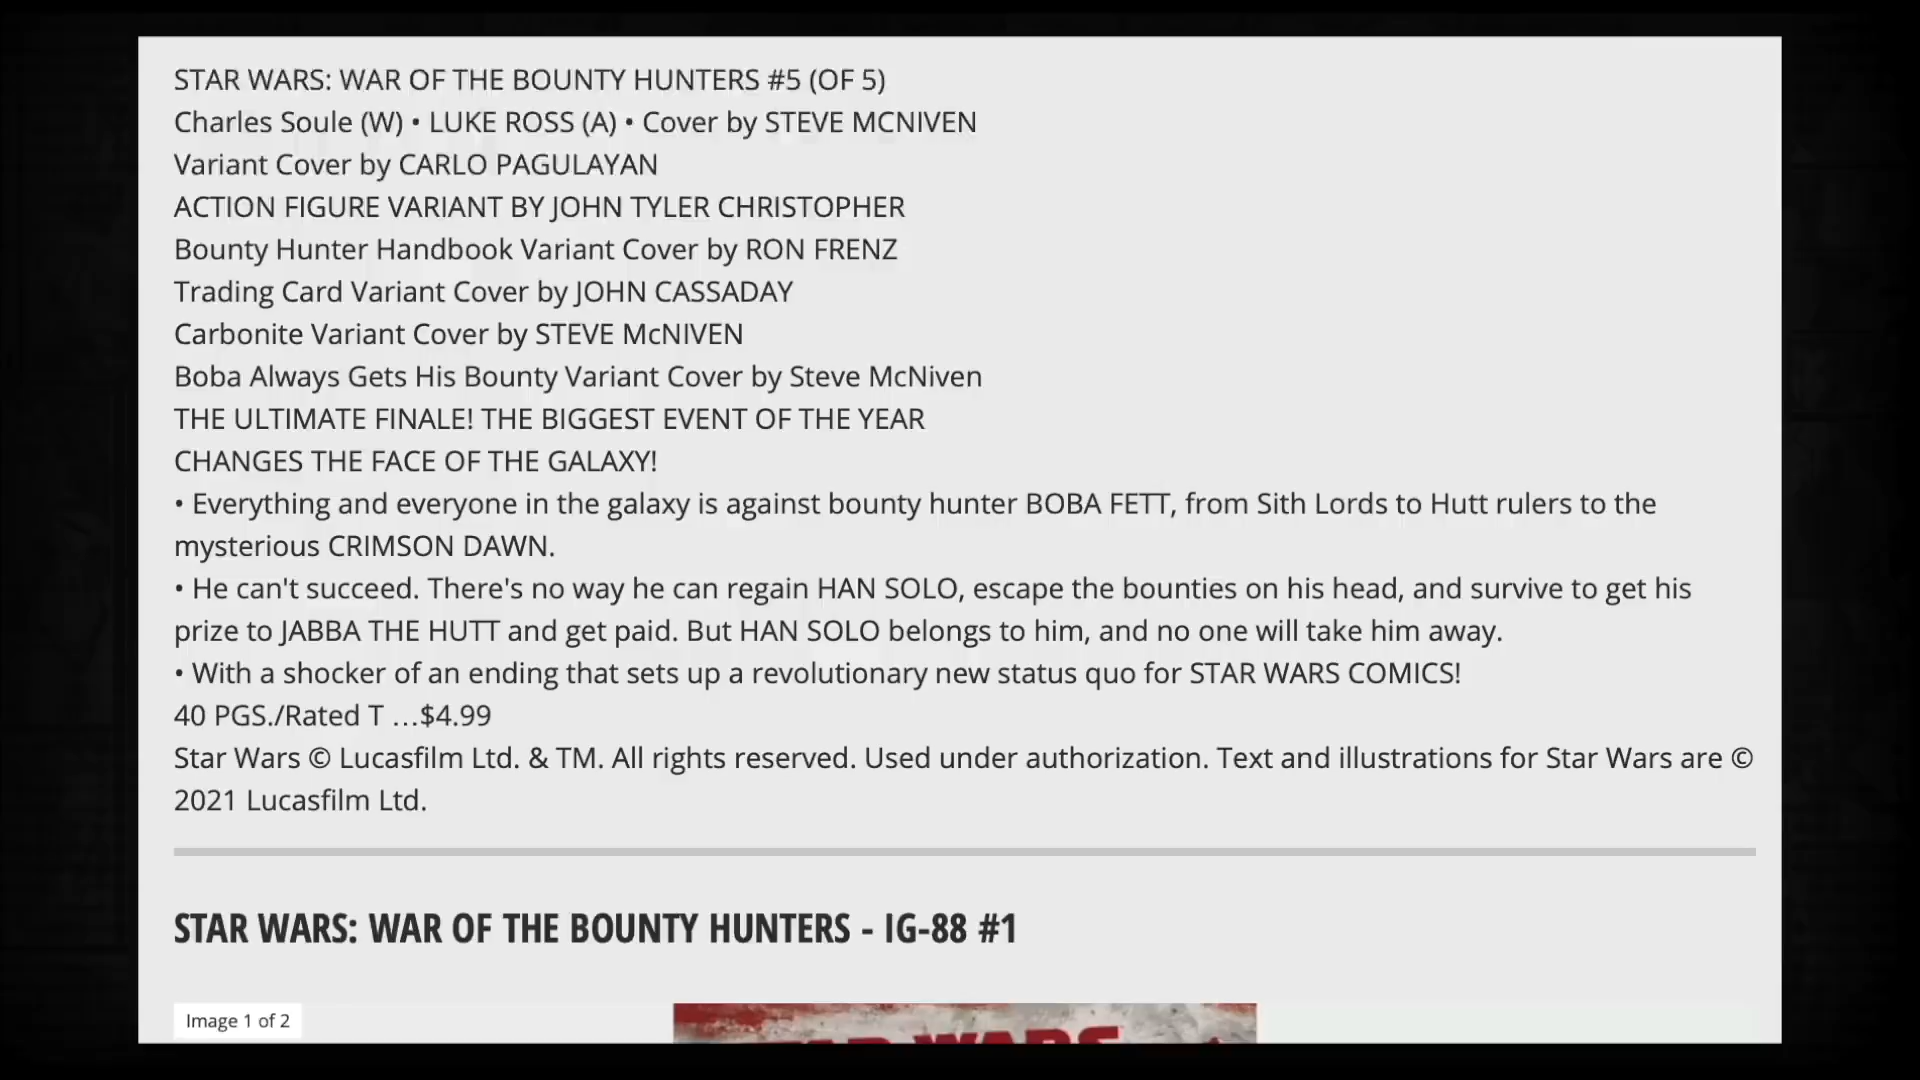 STAR WARS: WAR OF THE BOUNTY HUNTERS #5 (OF 5)
Charles Soule (W) • LUKE ROSS (A) • Cover by STEVE MCNIVEN
Variant Cover by CARLO PAGULAYAN
ACTION FIGURE VARIANT BY JOHN TYLER CHRISTOPHER
Bounty Hunter Handbook Variant Cover by RON FRENZ
Trading Card Variant Cover by JOHN CASSADAY
Carbonite Variant Cover by STEVE McNIVEN
Boba Always Gets His Bounty Variant Cover by Steve McNiven
THE ULTIMATE FINALE! THE BIGGEST EVENT OF THE YEAR
CHANGES THE FACE OF THE GALAXY!
• Everything and everyone in the galaxy is against bounty hunter BOBA FETT, from Sith Lords to Hutt rulers to the
mysterious CRIMSON DAWN.
• He can't succeed. There's no way he can regain HAN SOLO, escape the bounties on his head, and survive to get his
prize to JABBA THE HUTT and get paid. But HAN SOLO belongs to him, and no one will take him away.
• With a shocker of an ending that sets up a revolutionary new status quo for STAR WARS COMICS!
40 PGS./Rated T …$4.99
Star Wars © Lucasfilm Ltd. & TM. All rights reserved. Used under authorization. Text and illustrations for Star Wars are ©
2021 Lucasfilm Ltd.
STAR WARS: WAR OF THE BOUNTY HUNTERS - IG-88 #1
Image 1 of 2